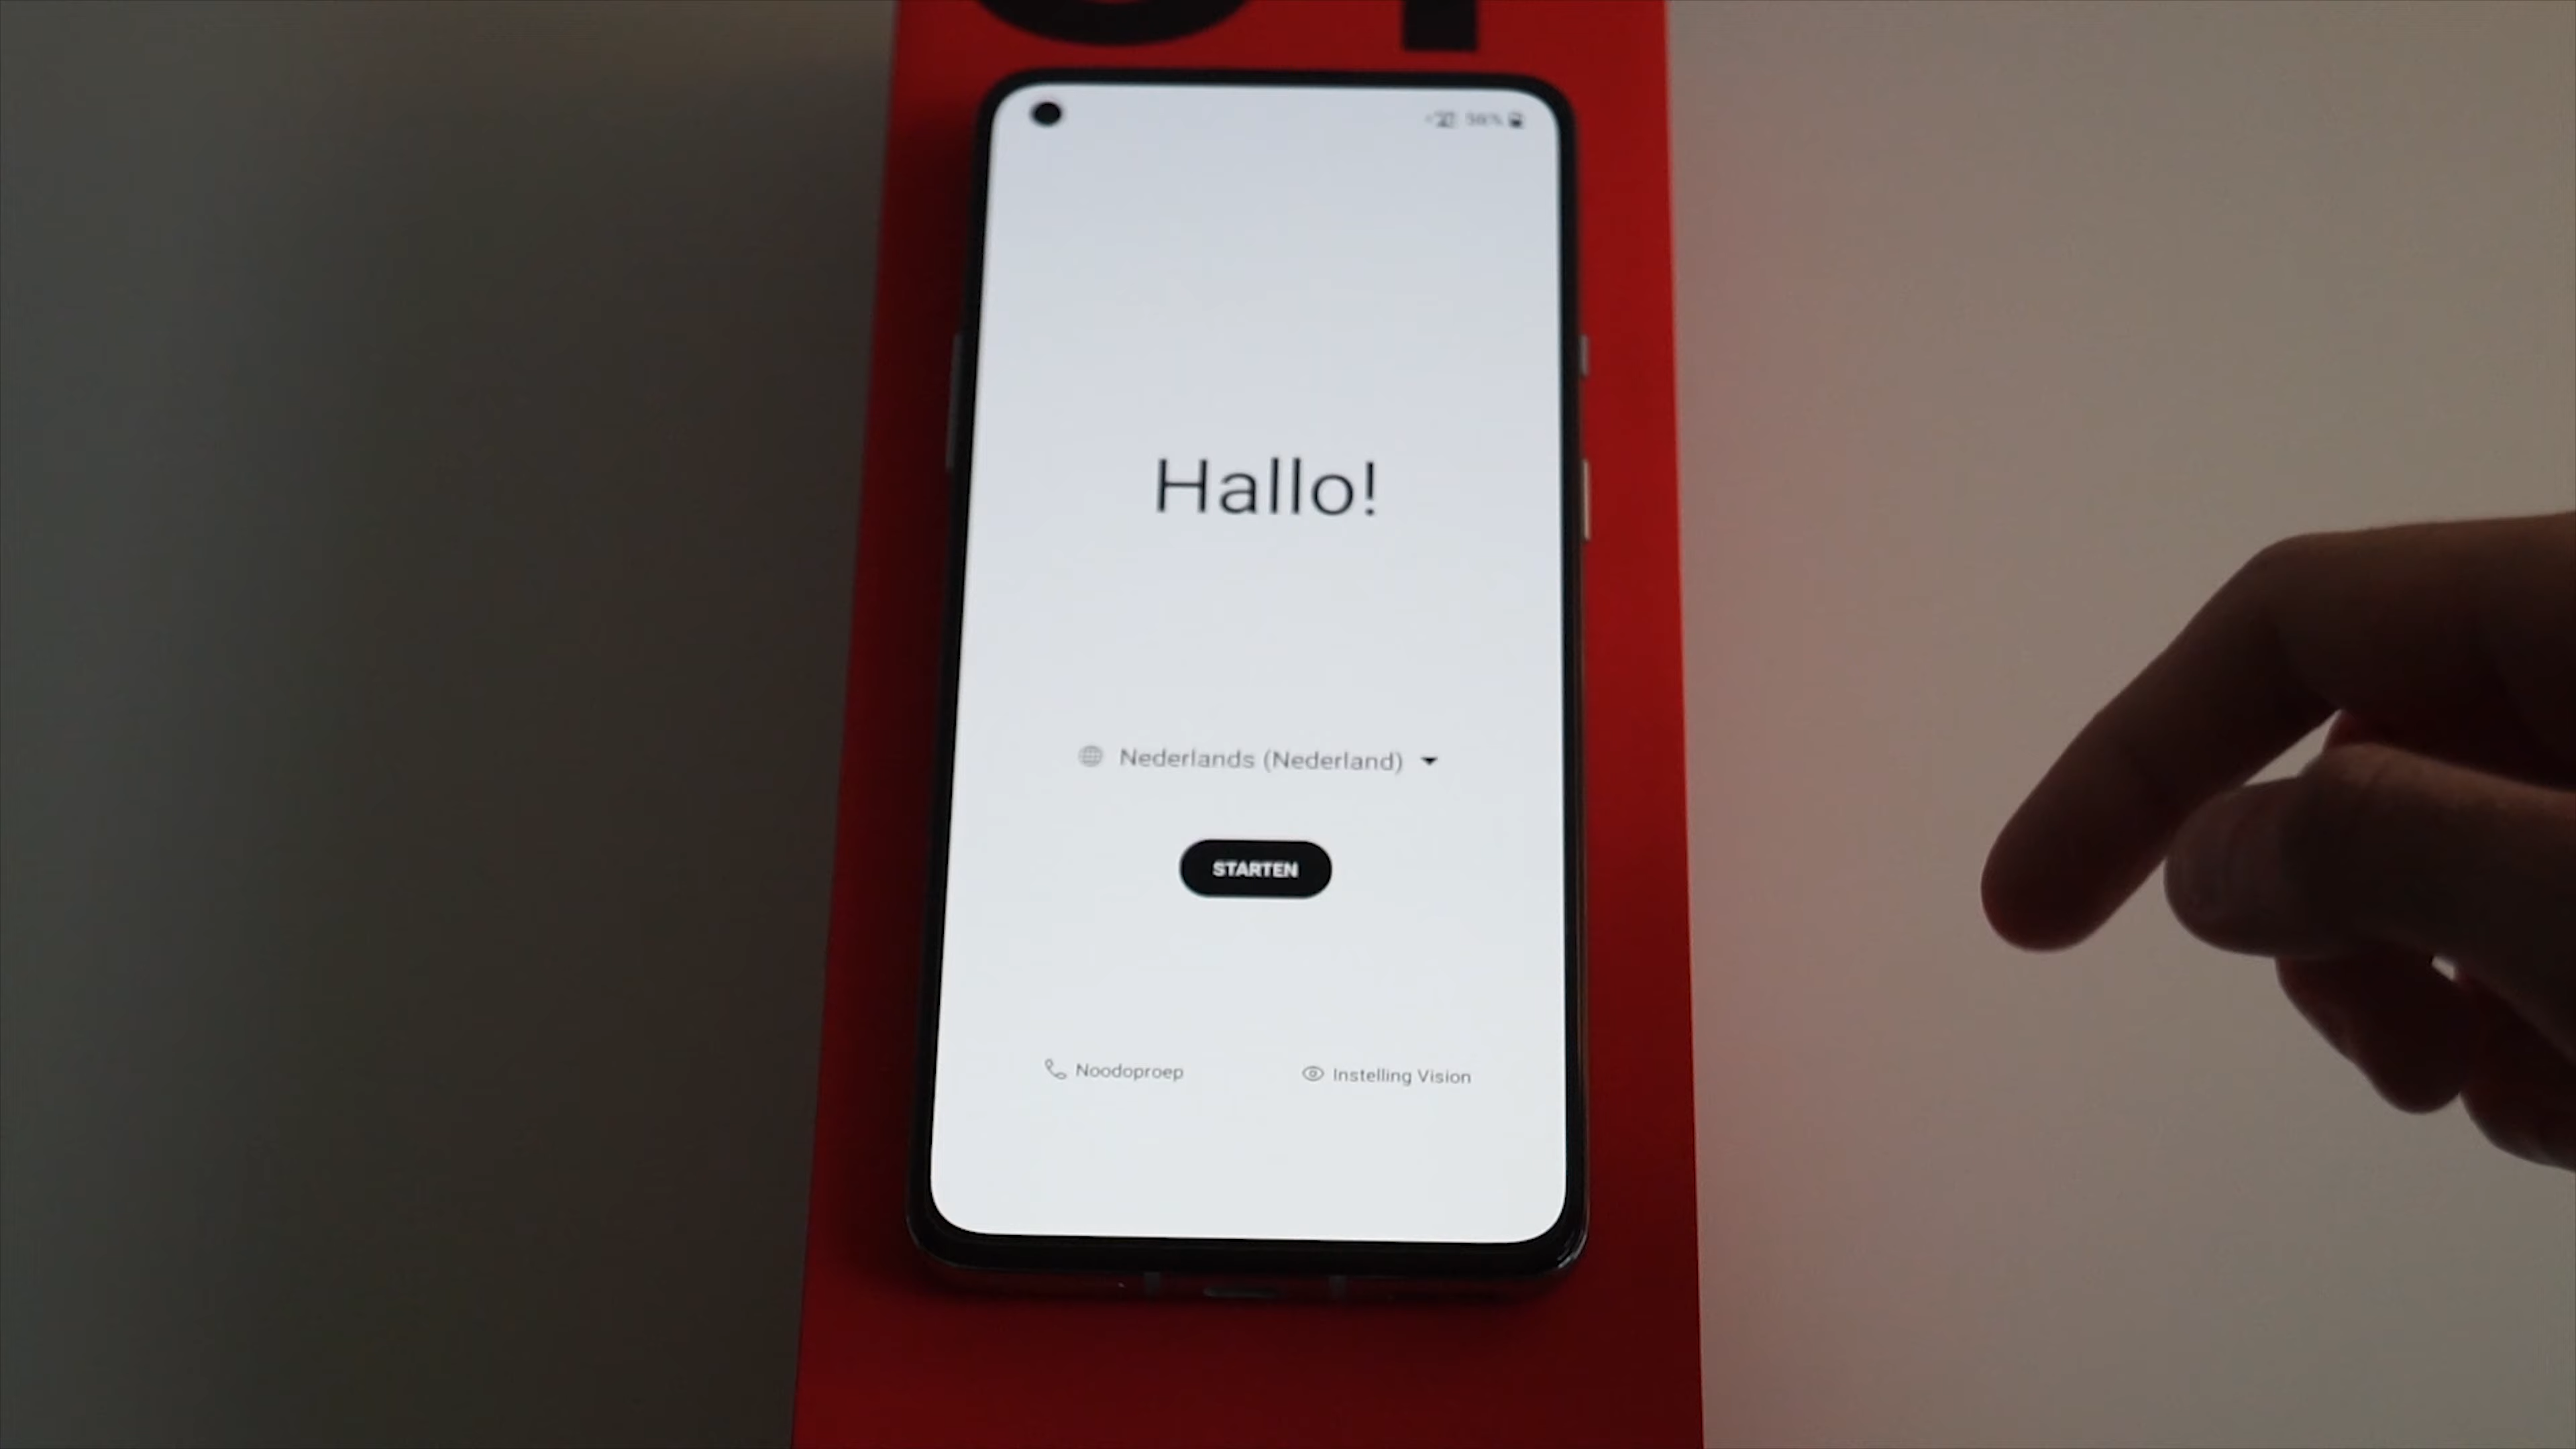 Hallo!
Nederlands (Nederland)
STARTEN
Noodoproep
Instelling Vision